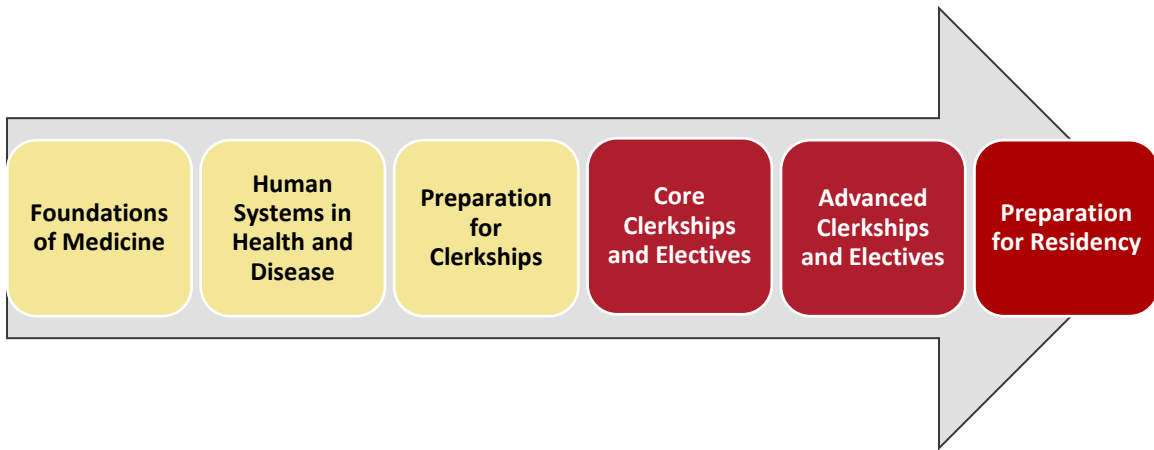 Foundations
of Medicine
Human
Systems in
Health and
Disease
Preparation
for
Clerkships
Core
Clerkships
and Electives
Advanced
Clerkships
and Electives
Preparation
for Residency